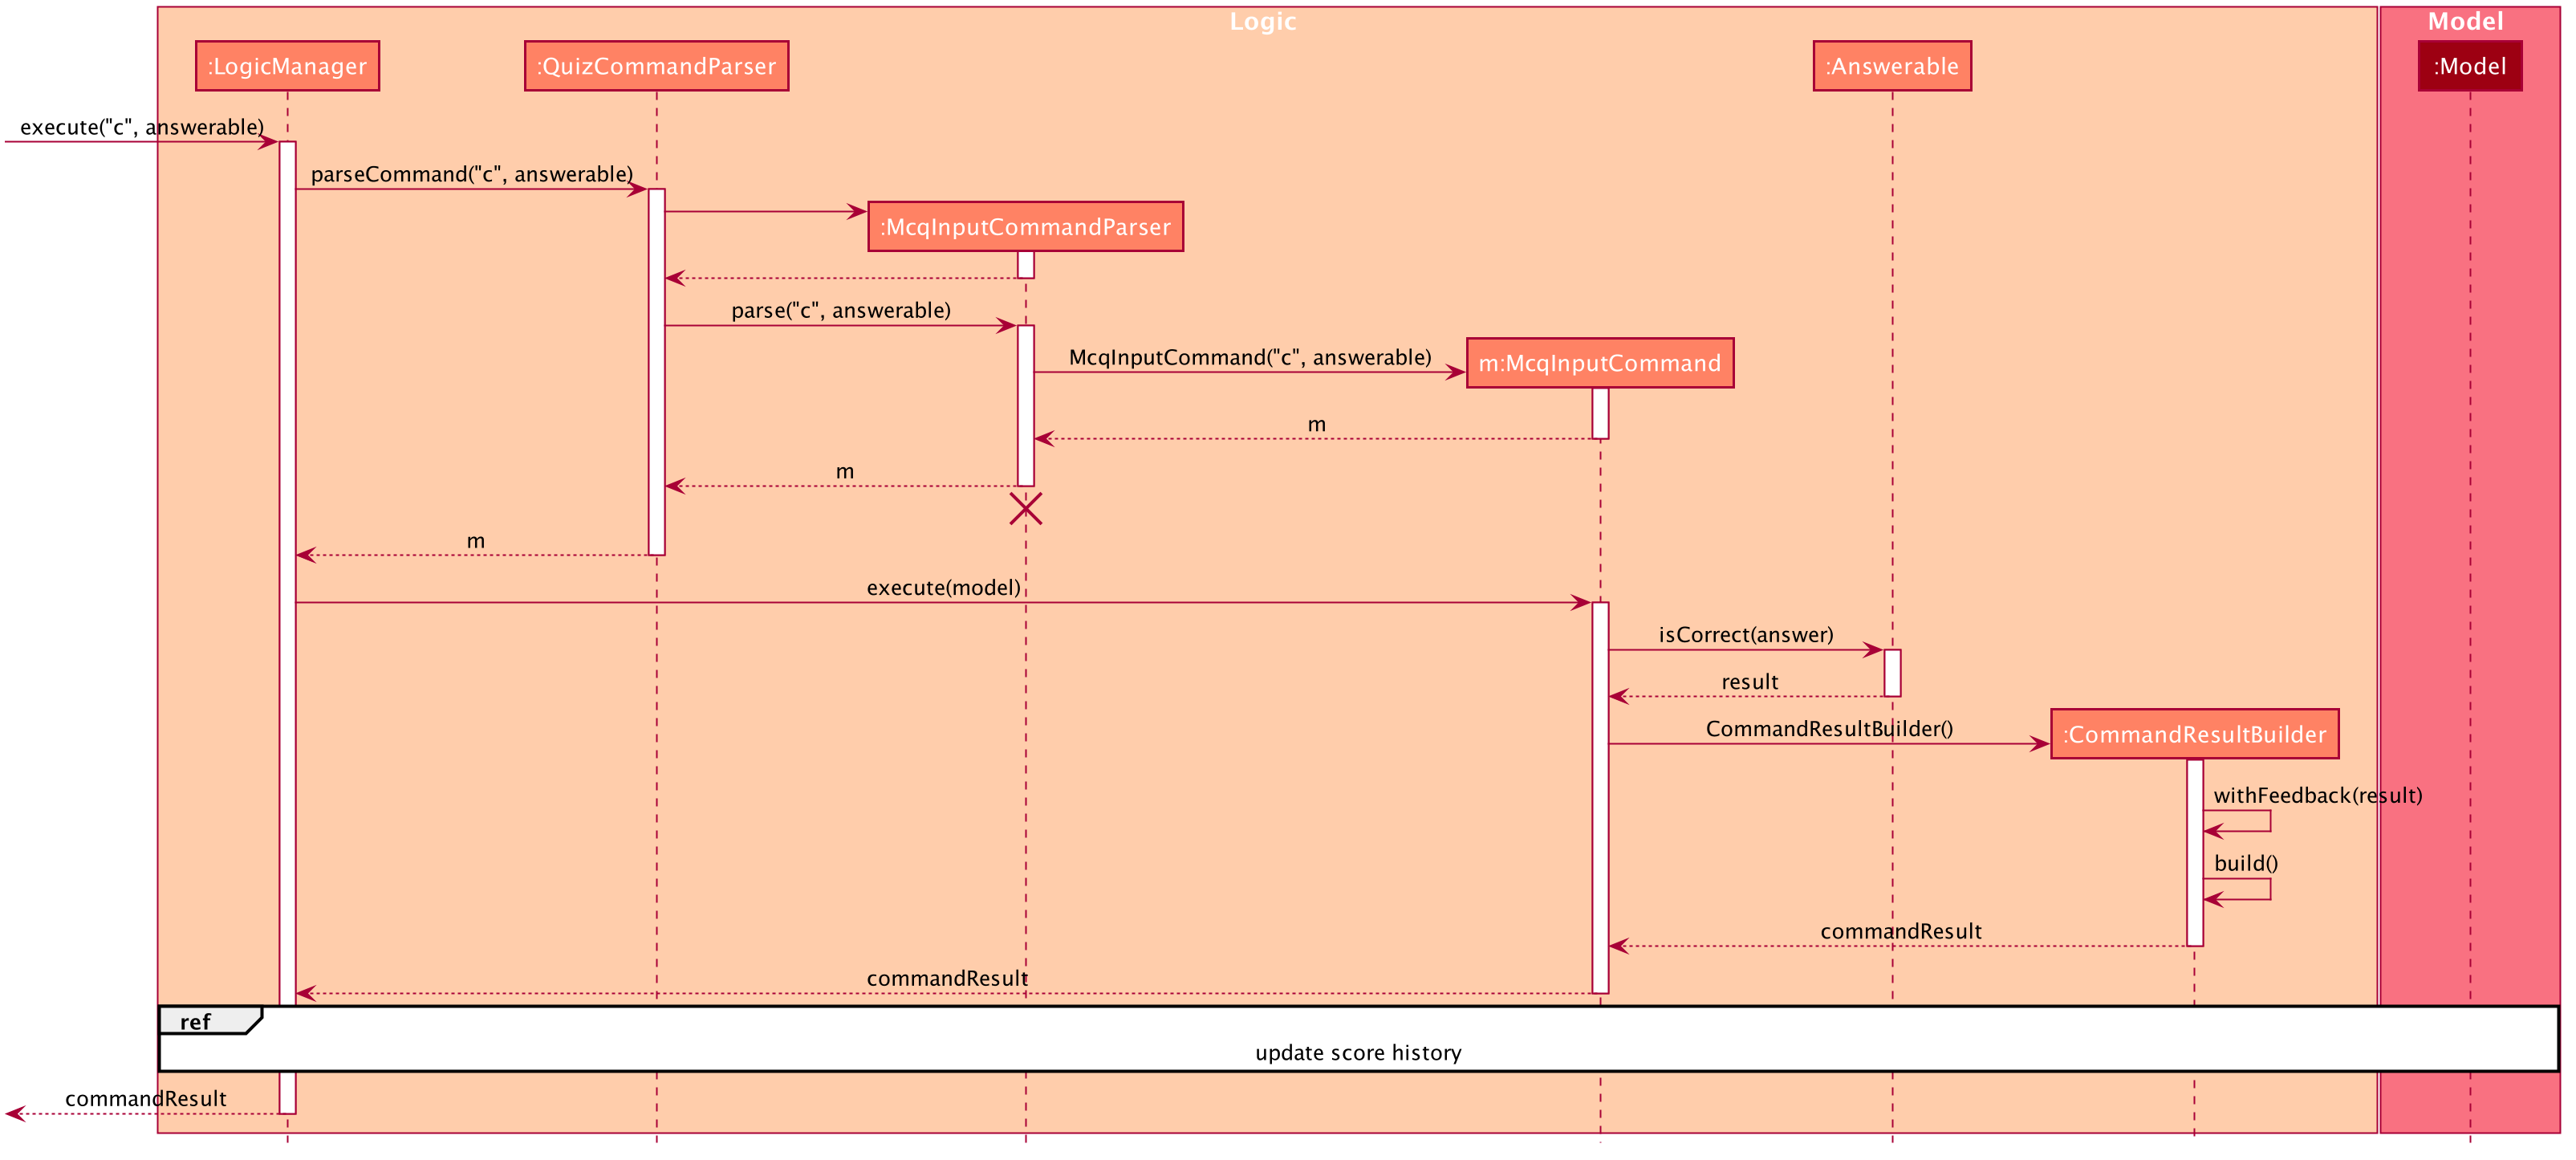 Logic
Model
:LogicManager
:QuizCommandParser
:Answerable
:Model
execute("c", answerable)
parseCommand("c", answerable)
:McqInputCommandParser
parse("c", answerable)
McqInputCommand("c", answerable)
m:McqInputCommand
m
m
m
execute(model)
isCorrect(answer)
result
CommandResultBuilder()
:CommandResultBuilder
withFeedback(result)
build()
commandResult
commandResult
ref
update score history
commandResult